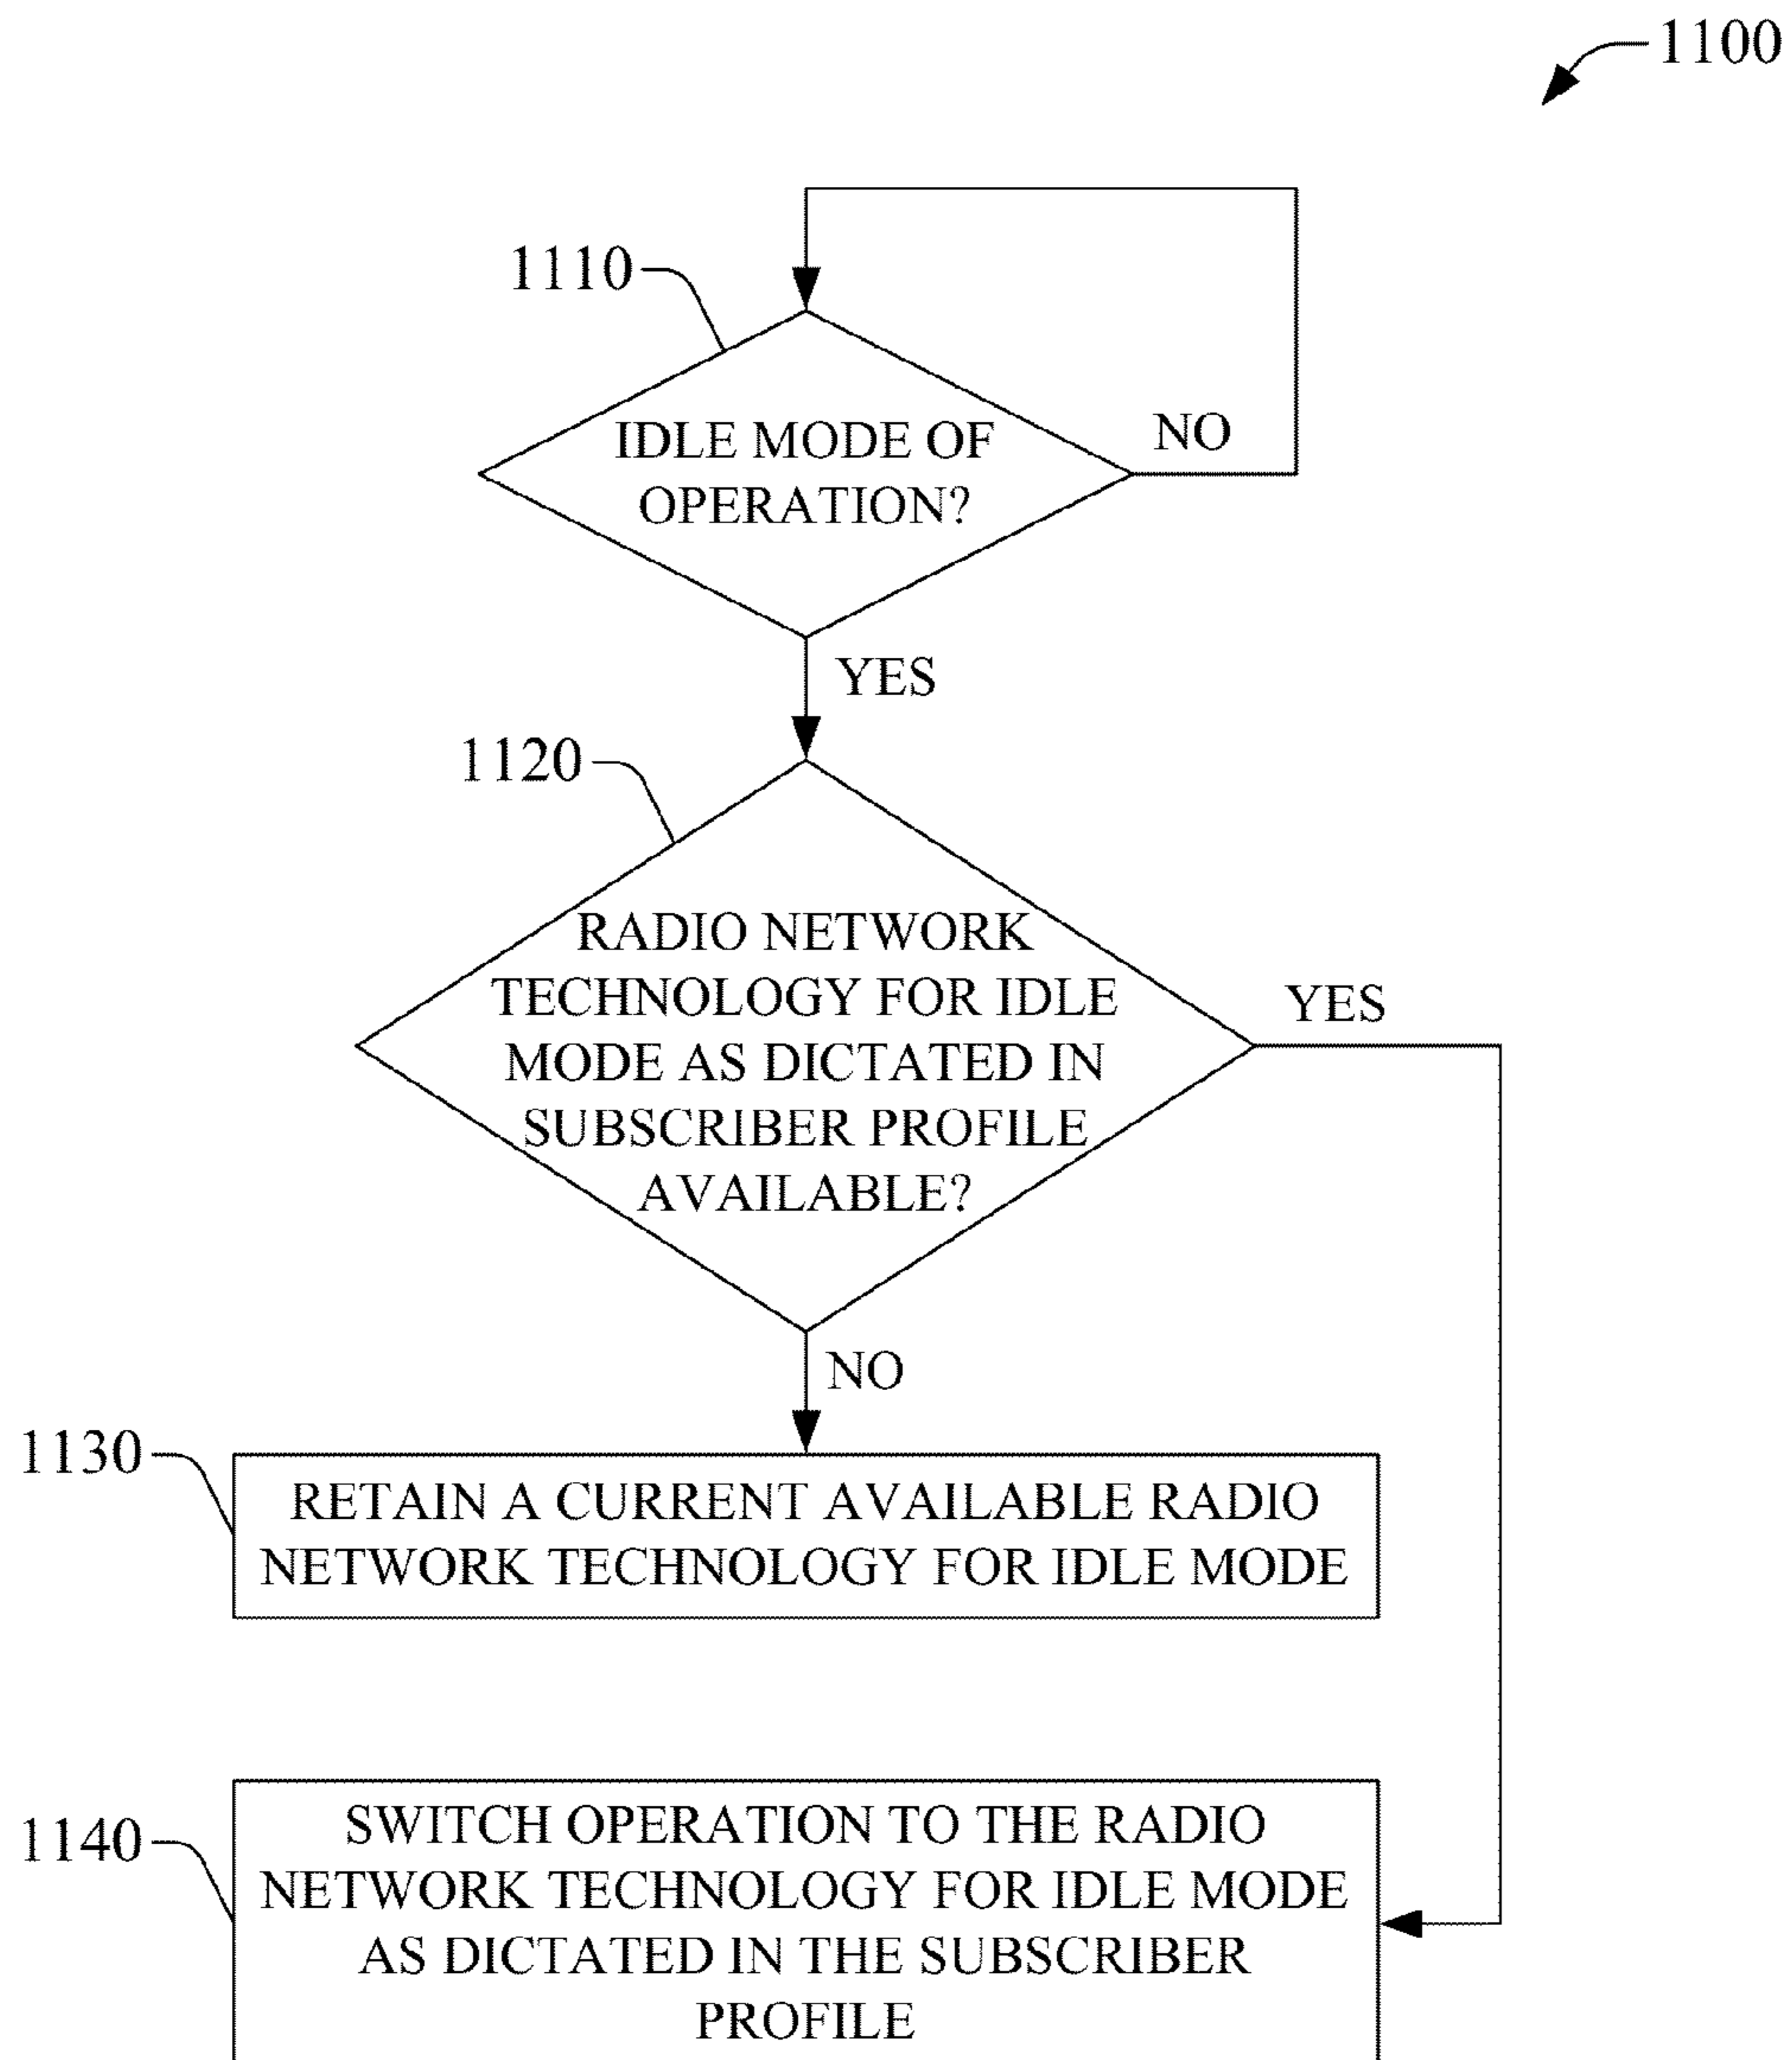 1100
1110
IDLE MODE OF
OPERATION?
NO
YES
1120
RADIO NETWORK
TECHNOLOGY FOR IDLE
MODE AS DICTATED IN
SUBSCRIBER PROFILE
AVAILABLE?
YES
NO
1130
RETAIN A CURRENT AVAILABLE RADIO
NETWORK TECHNOLOGY FOR IDLE MODE
1140
SWITCH OPERATION TO THE RADIO
NETWORK TECHNOLOGY FOR IDLE MODE
AS DICTATED IN THE SUBSCRIBER
PROFILE